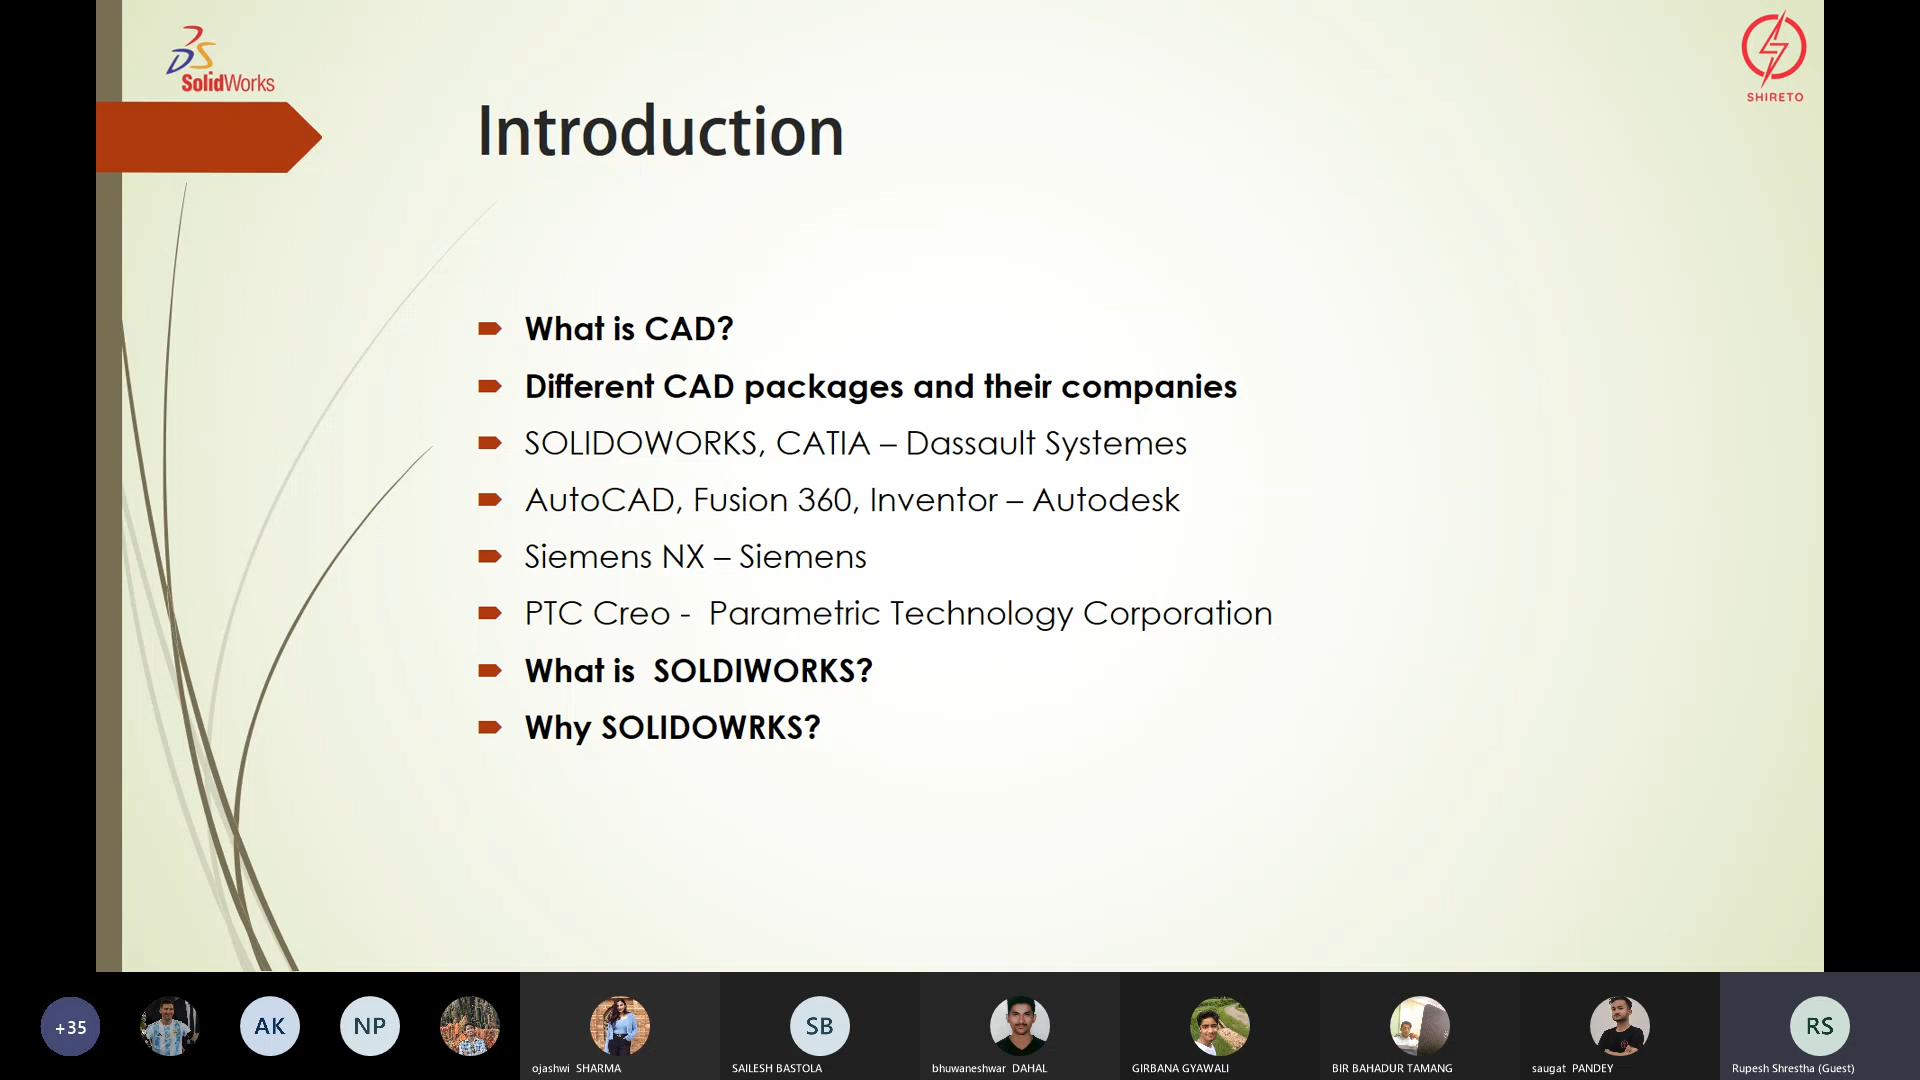 SolidWorks
SHIRETO
Introduction
What is CAD?
Different CAD packages and their companies
SOLIDOWORKS, CATIA – Dassault Systemes
AutoCAD, Fusion 360, Inventor – Autodesk
Siemens NX – Siemens
PTC Creo -  Parametric Technology Corporation
What is  SOLDIWORKS?
Why SOLIDOWRKS?
+35
AK
NP
SB
RS
ojashwi  SHARMA
SAILESH BASTOLA
bhuwaneshwar  DAHAL
GIRBANA GYAWALI
BIR BAHADUR TAMANG
saugat  PANDEY
Rupesh Shrestha (Guest)